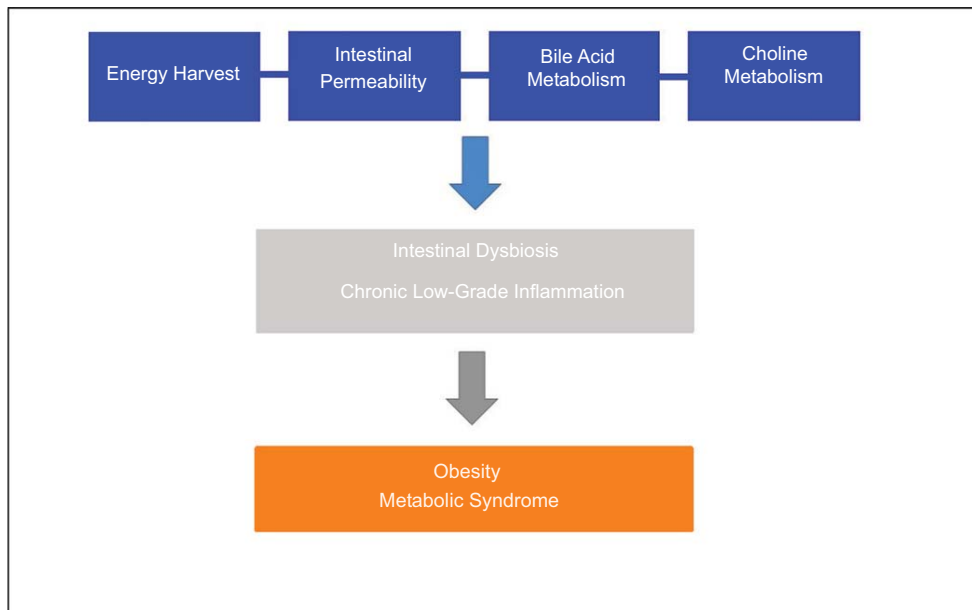 Energy Harvest
Intestinal
Permeability
Bile Acid
Metabolism
Choline
Metabolism
Intestinal Dysbiosis
Chronic Low-Grade Inflammation
Obesity
Metabolic Syndrome